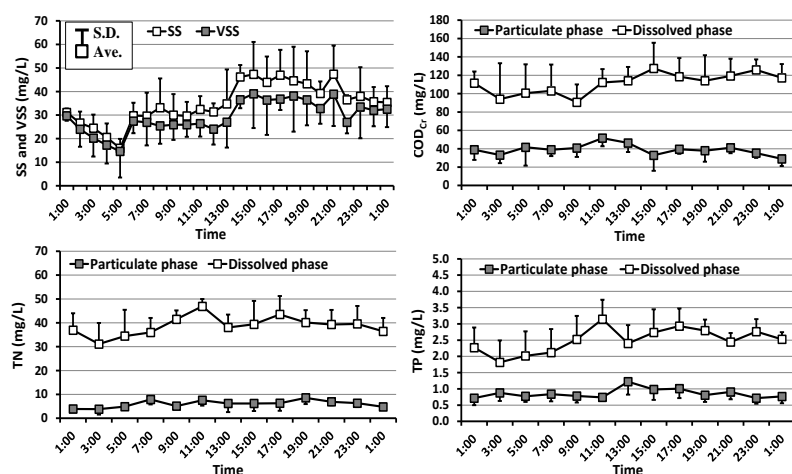 S.D.
Ave.
SS VSS
SS and VSS (mg/L)
70
60
50
40
30
20
10
0
1:00 3:00 5:00 7:00 9:00 11:00 13:00 15:00 17:00 19:00 21:00 23:00 1:00
Time
Particulate phase Dissolved phase
COD_Cr (mg/L)
180
160
140
120
100
80
60
40
20
0
1:00 3:00 5:00 7:00 9:00 11:00 13:00 15:00 17:00 19:00 21:00 23:00 1:00
Time
Particulate phase Dissolved phase
TN (mg/L)
70
60
50
40
30
20
10
0
1:00 3:00 5:00 7:00 9:00 11:00 13:00 15:00 17:00 19:00 21:00 23:00 1:00
Time
Particulate phase Dissolved phase
TP (mg/L)
5.0
4.5
4.0
3.5
3.0
2.5
2.0
1.5
1.0
0.5
0.0
1:00 3:00 5:00 7:00 9:00 11:00 13:00 15:00 17:00 19:00 21:00 23:00 1:00
Time